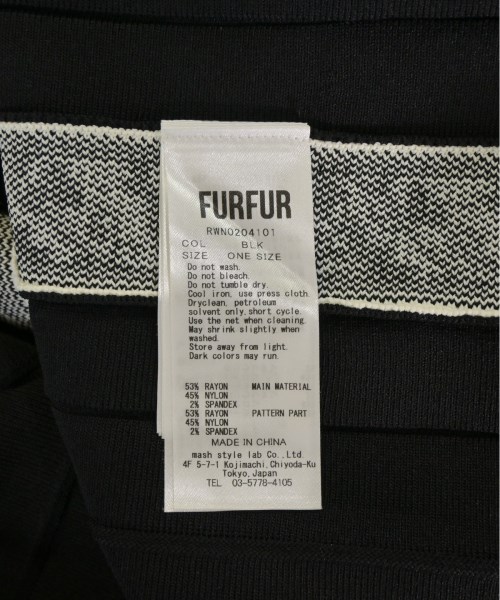 FURFUR
RWNO204101
COL BLK
SIZE ONE SIZE
Do not wash.
Do not bleach.
Do not tumble dry.
Cool iron, use press cloth.
Dryclean, petroleum
solvent only, short cycle.
Use the net when cleaning.
May shrink slightly when
washed.
Store away from light.
Dark colors may run.
53% RAYON MAIN MATERIAL
45% NYLON
2% SPANDEX
53% RAYON PATTERN PART
45% NYLON
2% SPANDEX
MADE IN CHINA
mash style lab Co., Ltd
4F 5-7-1 Kojimachi, Chiyoda-Ku
Tokyo, Japan
TEL 03-5778-4105